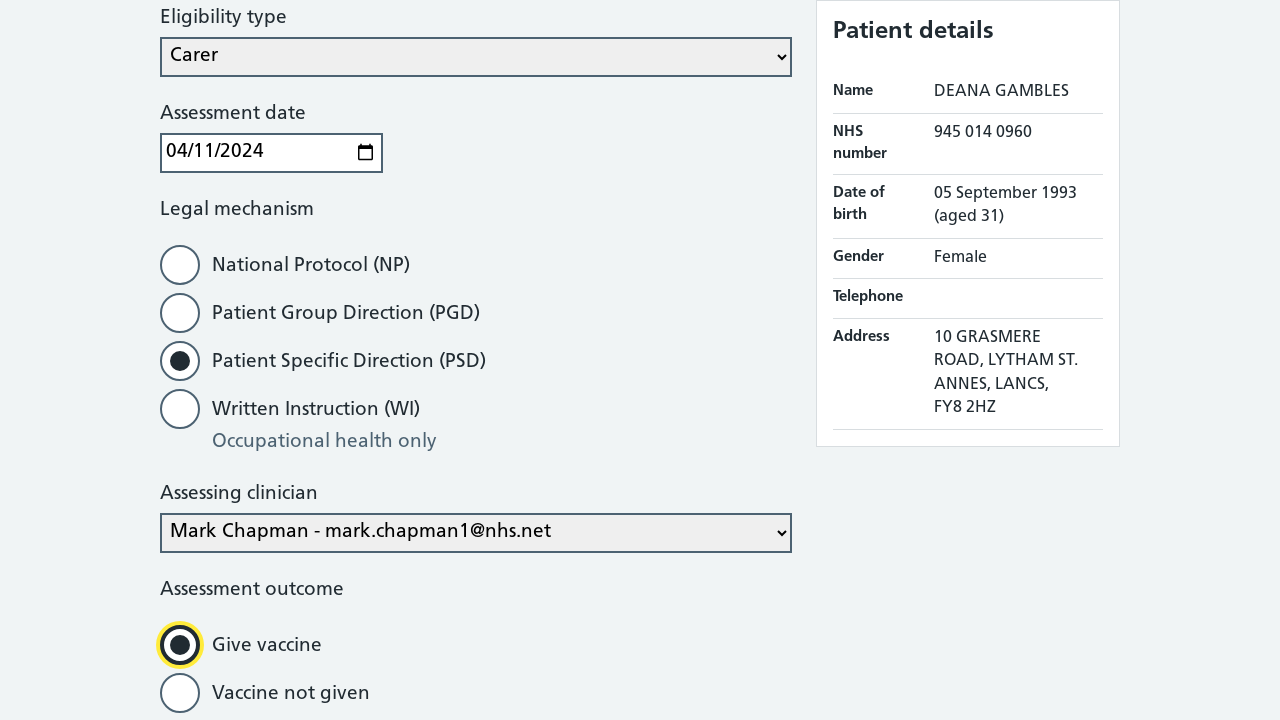 Eligibility type
Carer
Assessment date
04/11/2024
Legal mechanism
National Protocol (NP)
Patient Group Direction (PGD)
Patient Specific Direction (PSD)
Written Instruction (WI)
Occupational health only
Assessing clinician
Mark Chapman - mark.chapman1@nhs.net
Assessment outcome
Give vaccine
Vaccine not given
Patient details
Name DEANA GAMBLES
NHS number 945 014 0960
Date of birth 05 September 1993
(aged 31)
Gender Female
Telephone
Address 10 GRASMERE
ROAD, LYTHAM ST.
ANNES, LANCS,
FY8 2HZ